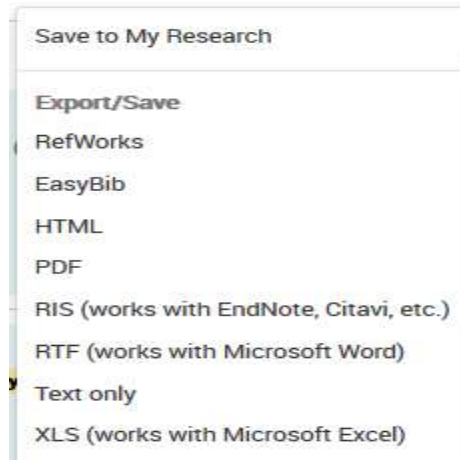 Save to My Research
Export/Save
RefWorks
EasyBib
HTML
PDF
RIS (works with EndNote, Citavi, etc.)
RTF (works with Microsoft Word)
Text only
XLS (works with Microsoft Excel)